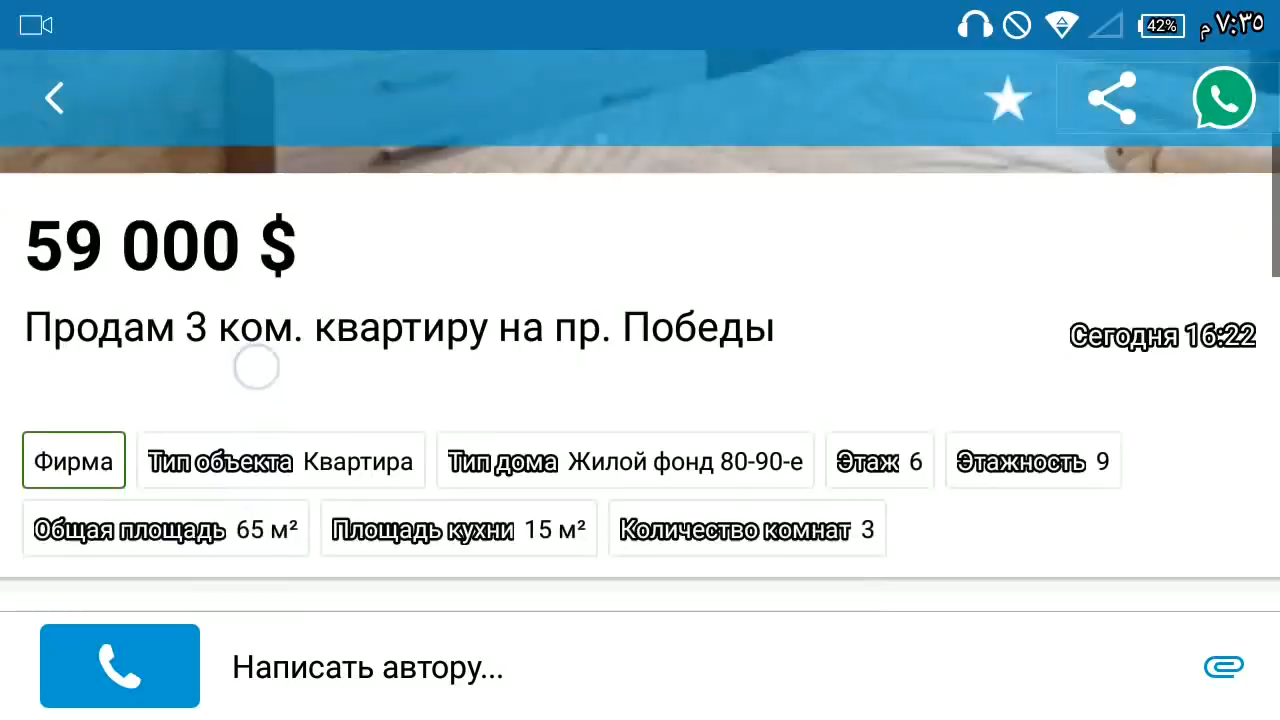 42% ٧:٣٥ م
59 000 $
Продам 3 ком. квартиру на пр. Победы
Сегодня 16:22
Фирма Тип объекта Квартира Тип дома Жилой фонд 80-90-е Этаж 6 Этажность 9
Общая площадь 65 м² Площадь кухни 15 м² Количество комнат 3
Написать автору...